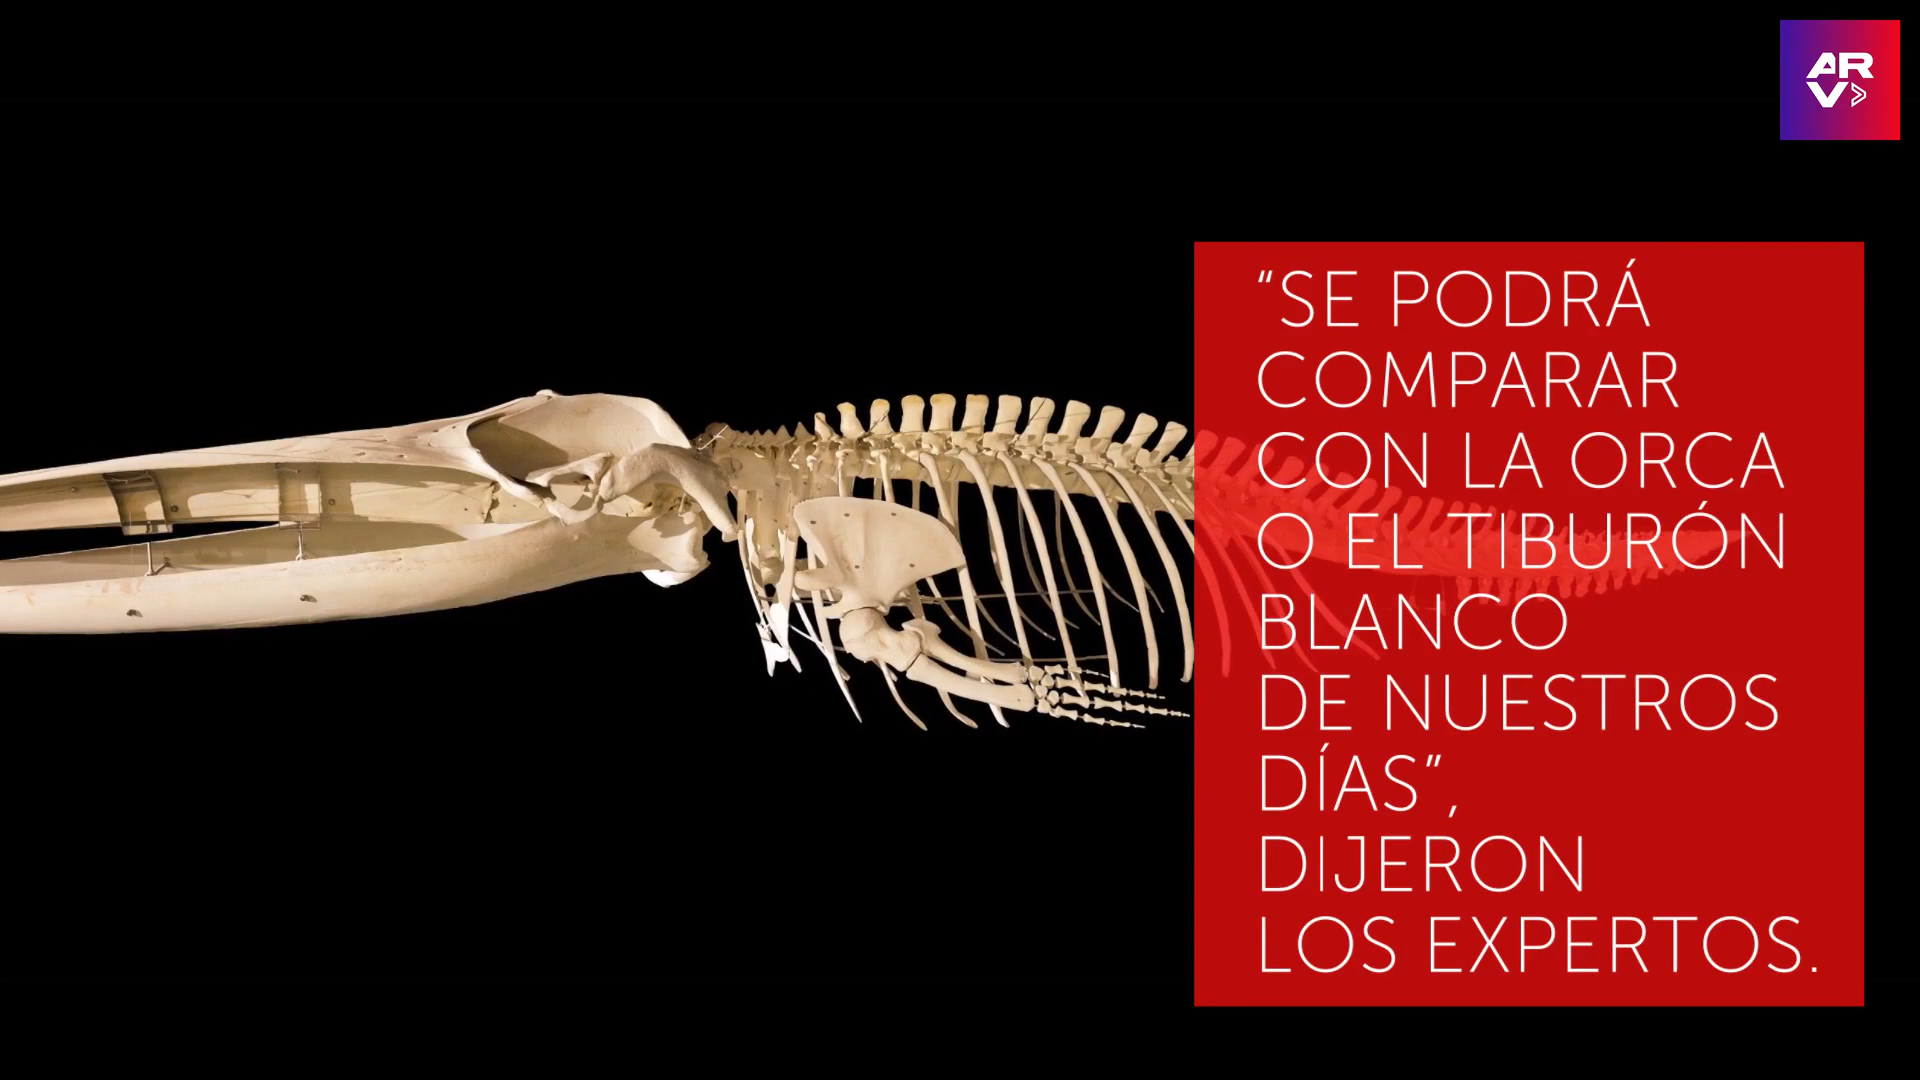 ARV
“SE PODRÁ
COMPARAR
CON LA ORCA
O EL TIBURÓN
BLANCO
DE NUESTROS
DÍAS”,
DIJERON
LOS EXPERTOS.